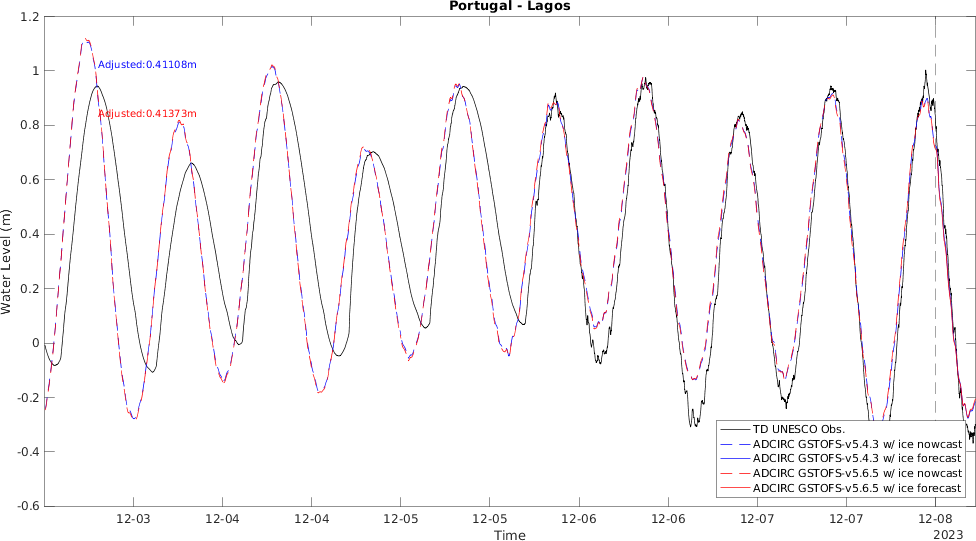 Portugal - Lagos
1.2
1
0.8
0.6
0.4
0.2
0
-0.2
-0.4
-0.6
Water Level (m)
Adjusted:0.41108m
Adjusted:0.41373m
TD UNESCO Obs.
ADCIRC GSTOFS-v5.4.3 w/ ice nowcast
ADCIRC GSTOFS-v5.4.3 w/ ice forecast
ADCIRC GSTOFS-v5.6.5 w/ ice nowcast
ADCIRC GSTOFS-v5.6.5 w/ ice forecast
12-03 12-04 12-04 12-05 12-05 12-06 12-06 12-07 12-07 12-08
Time
2023